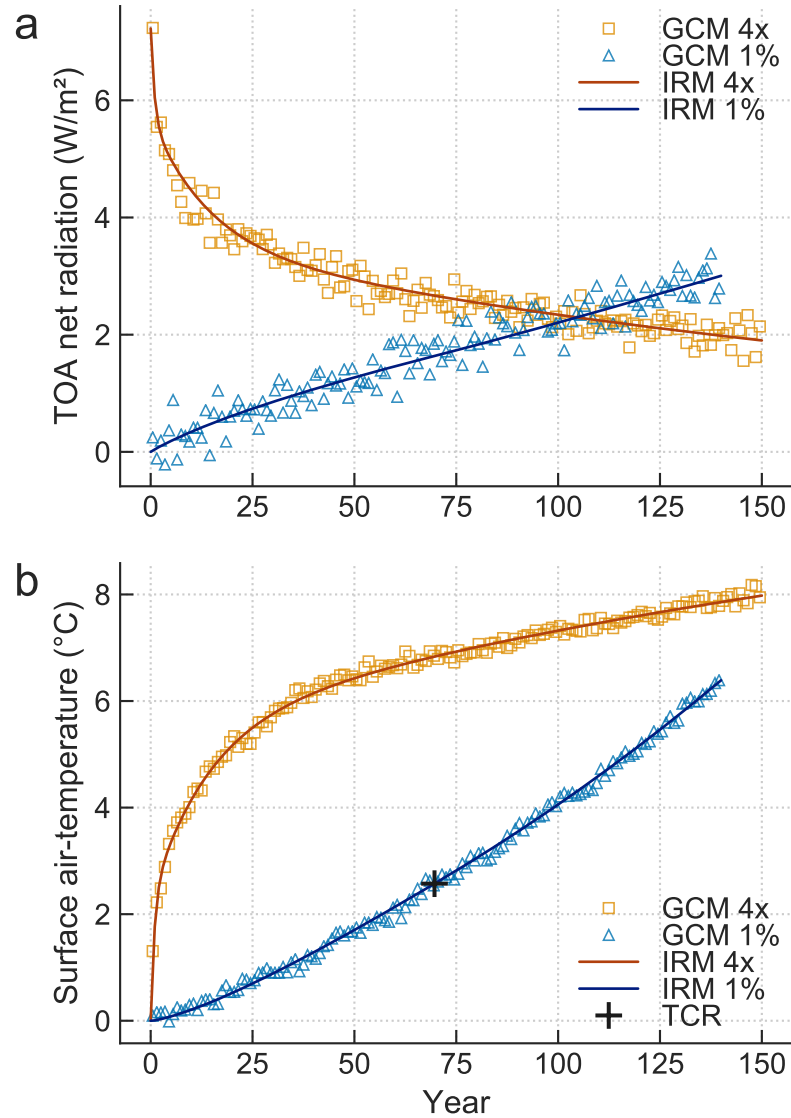 a
GCM 4x
GCM 1%
IRM 4x
IRM 1%
TOA net radiation (W/m²)
6
4
2
0
0 25 50 75 100 125 150
b
Surface air-temperature (°C)
8
6
4
2
0
GCM 4x
GCM 1%
IRM 4x
IRM 1%
TCR
0 25 50 75 100 125 150
Year